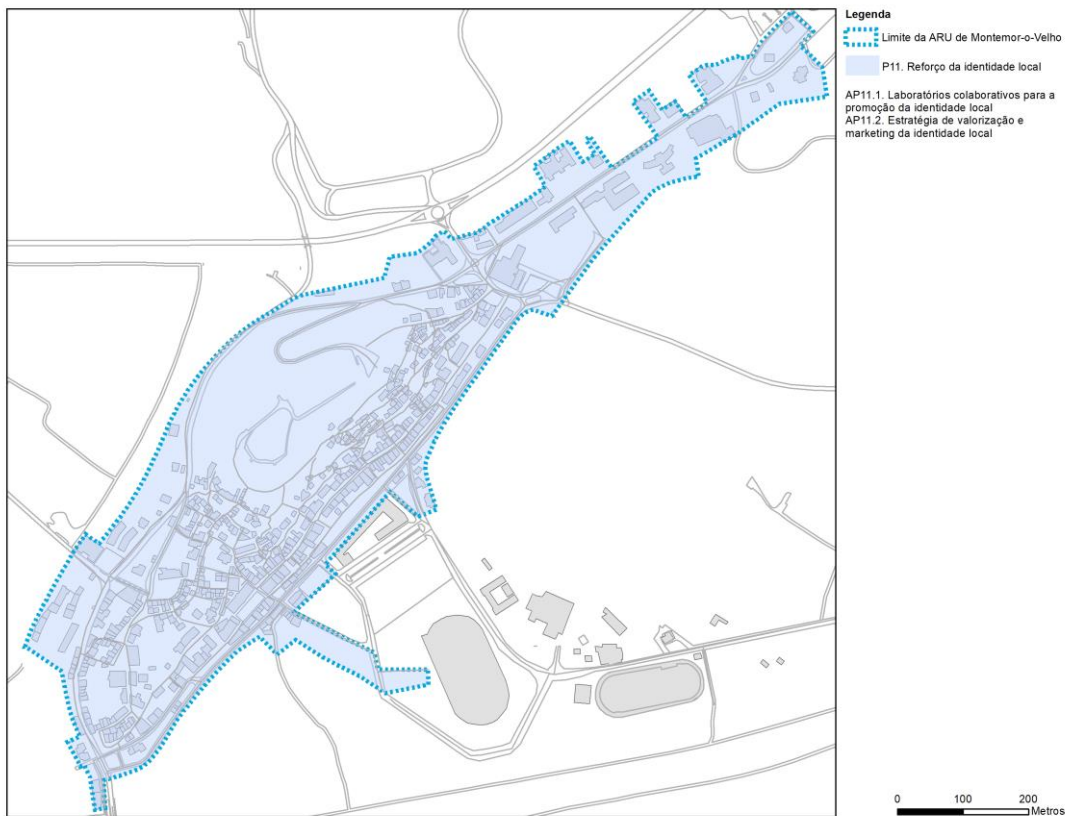 Legenda
Limite da ARU de Montemor-o-Velho
P11. Reforço da identidade local
AP11.1. Laboratórios colaborativos para a
promoção da identidade local
AP11.2. Estratégia de valorização e
marketing da identidade local
0 100 200
Metros